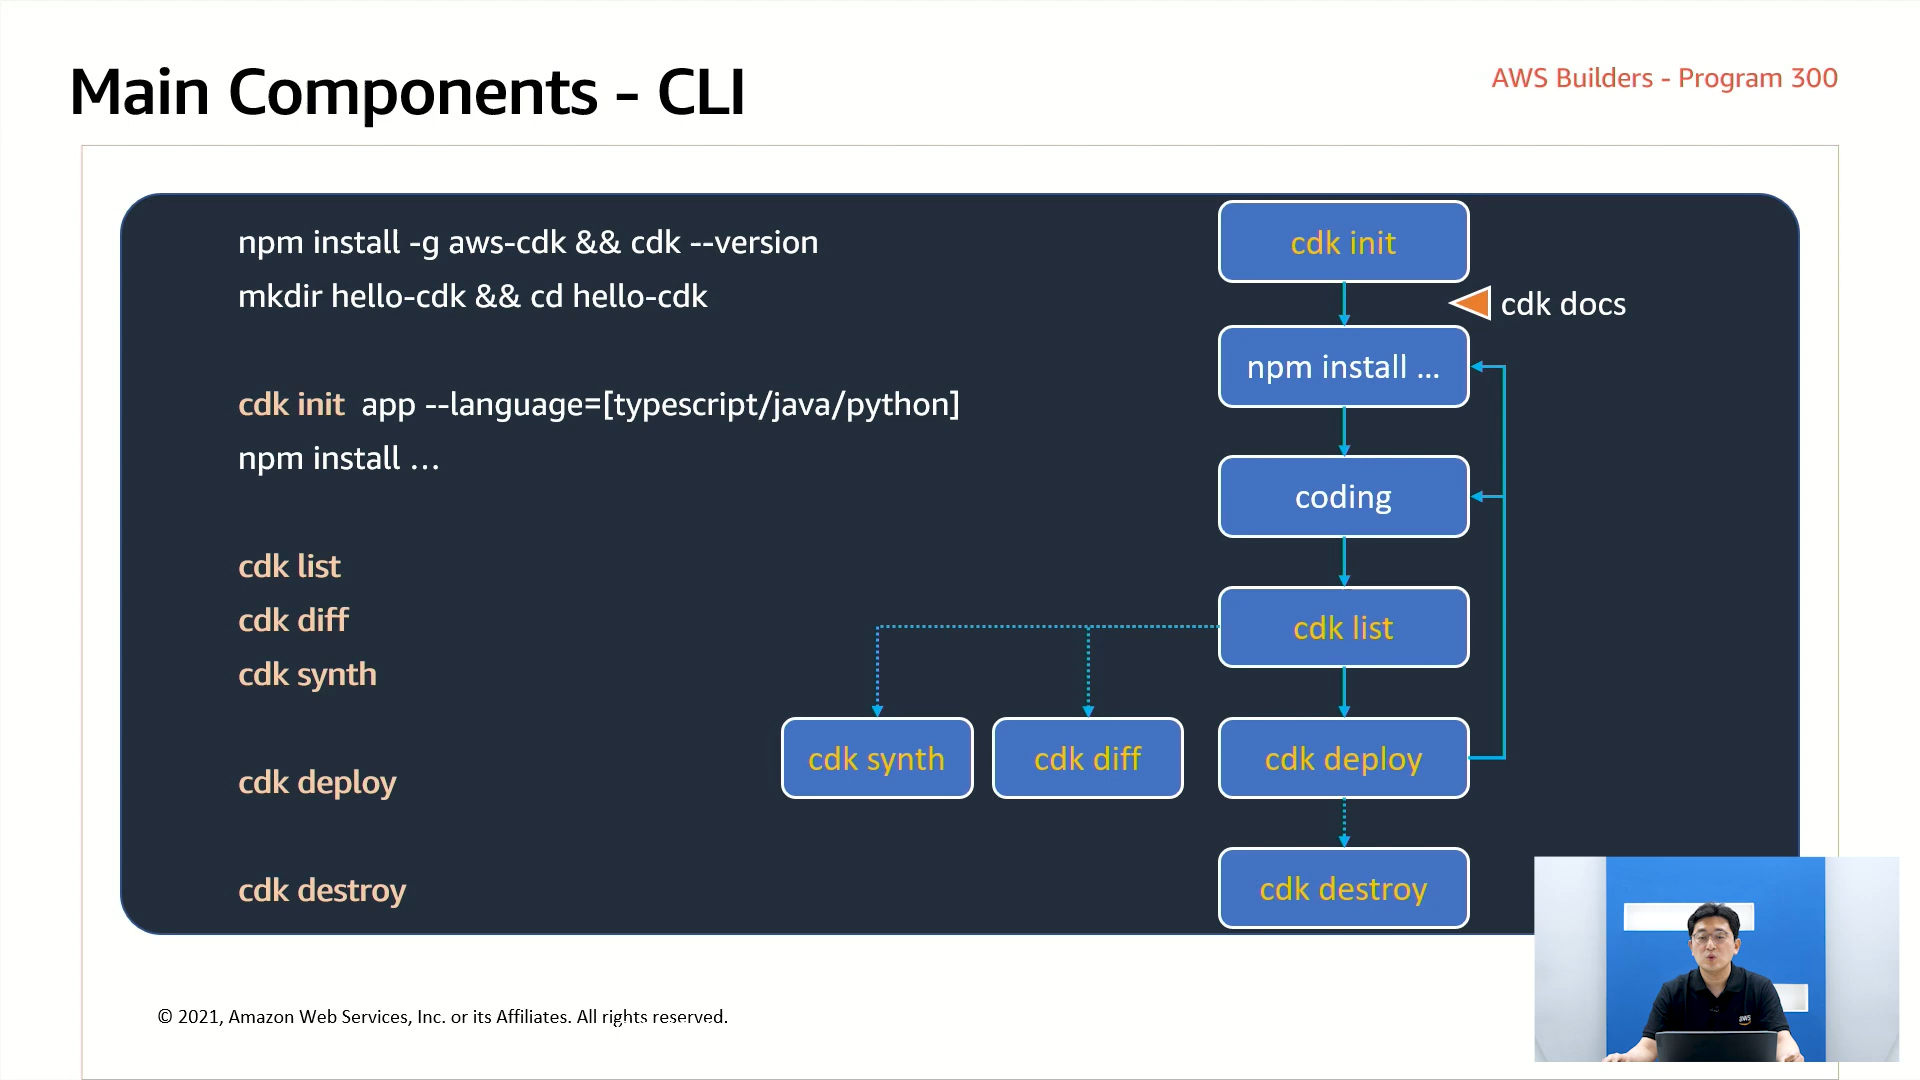 Main Components - CLI
AWS Builders - Program 300
npm install -g aws-cdk && cdk --version
mkdir hello-cdk && cd hello-cdk
cdk init app --language=[typescript/java/python]
npm install ...
cdk list
cdk diff
cdk synth
cdk deploy
cdk destroy
cdk init
cdk docs
npm install ...
coding
cdk list
cdk synth
cdk diff
cdk deploy
cdk destroy
aws
© 2021, Amazon Web Services, Inc. or its Affiliates. All rights reserved.